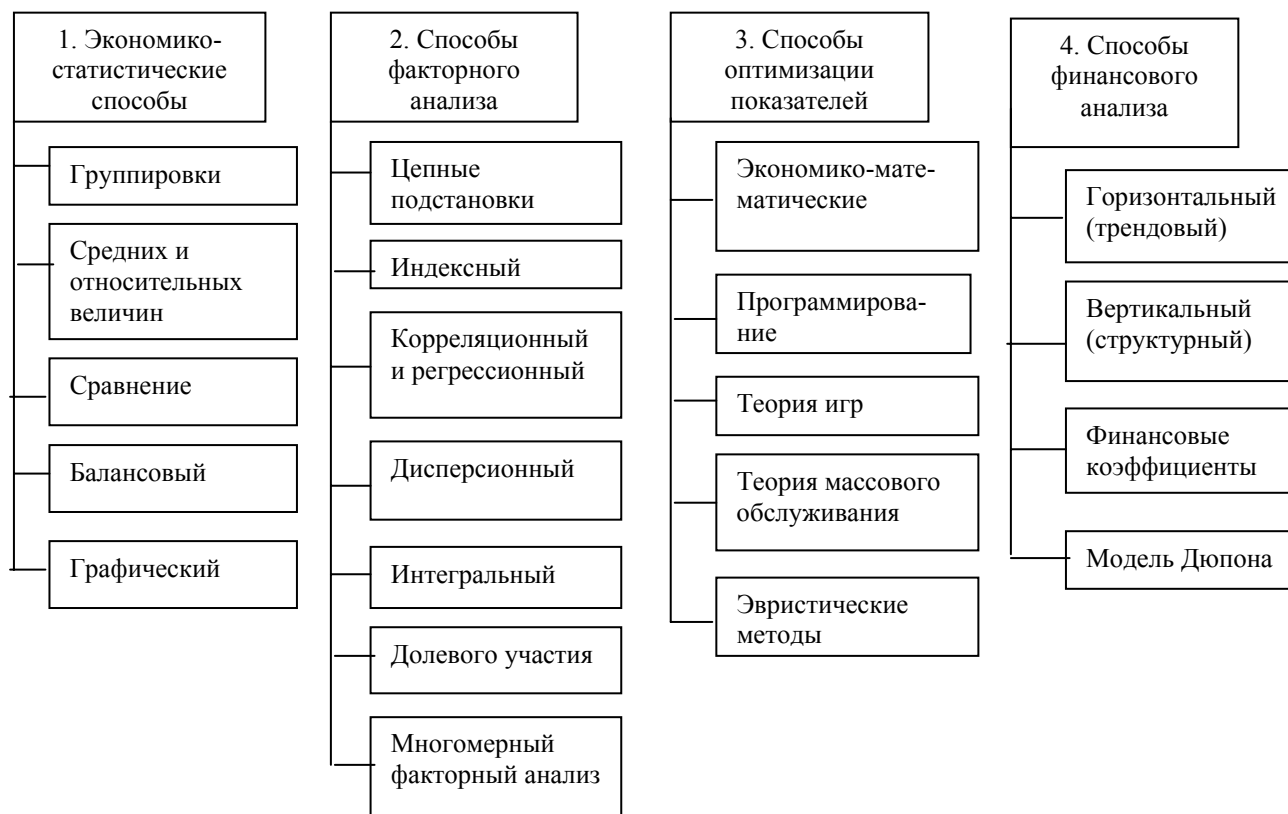 1. Экономико-
статистические
способы
Группировки
Средних и
относительных
величин
Сравнение
Балансовый
Графический
2. Способы
факторного
анализа
Цепные
подстановки
Индексный
Корреляционный
и регрессионный
Дисперсионный
Интегральный
Долевого участия
Многомерный
факторный анализ
3. Способы
оптимизации
показателей
Экономико-мате-
матические
Программирова-
ние
Теория игр
Теория массового
обслуживания
Эвристические
методы
4. Способы
финансового
анализа
Горизонтальный
(трендовый)
Вертикальный
(структурный)
Финансовые
коэффициенты
Модель Дюпона